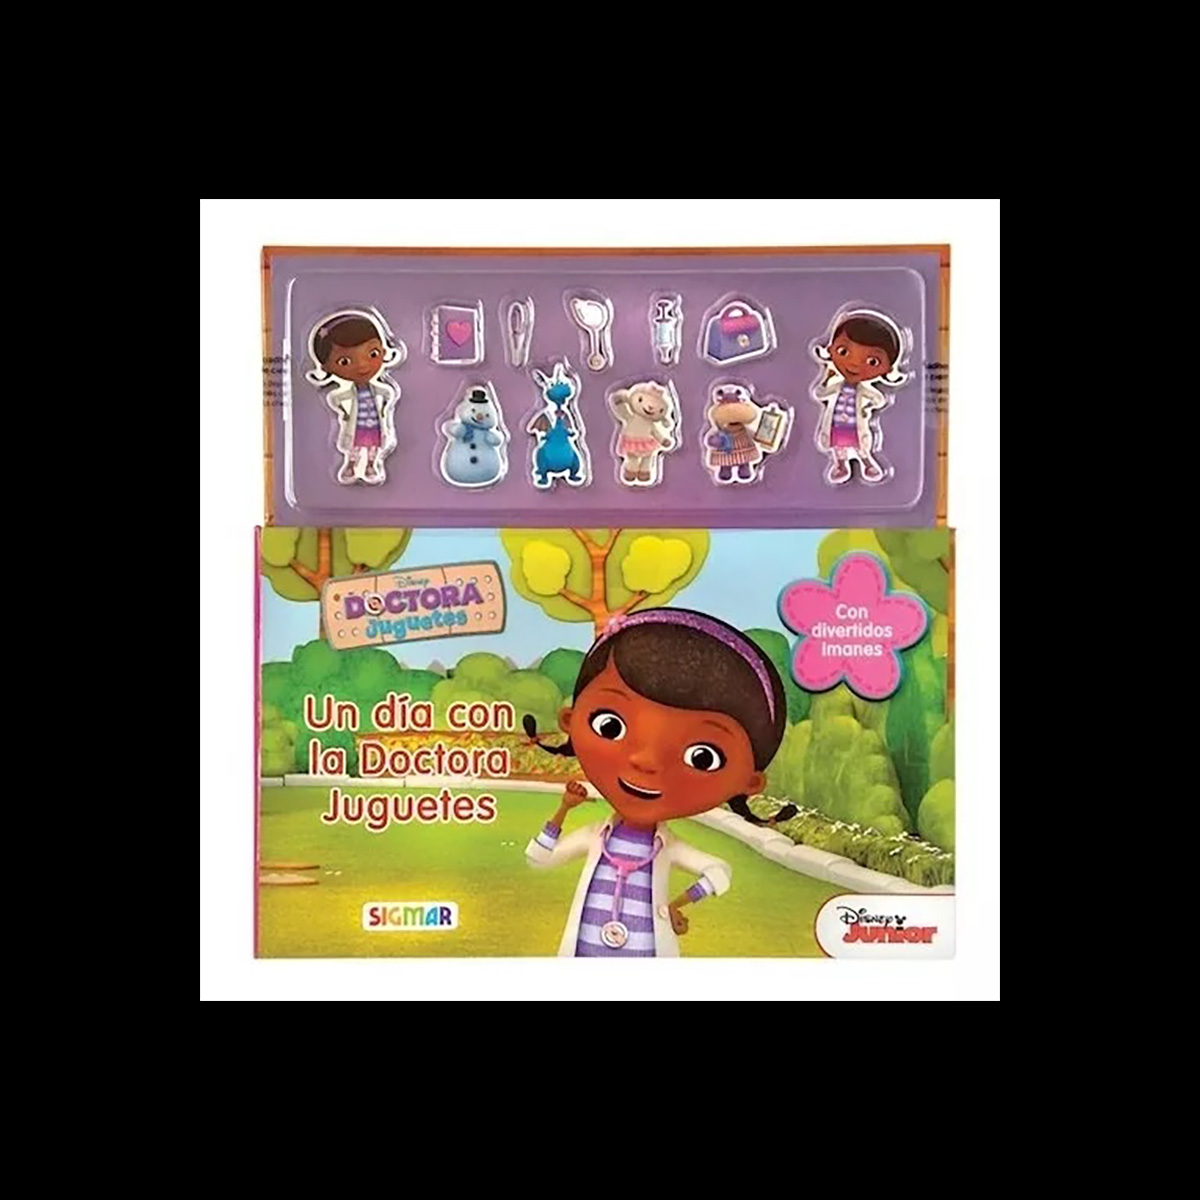 Disney
DOCTORA
Juguetes
Con
divertidos
imanes
Un día con
la Doctora
Juguetes
SIGMAR
Disney
Junior